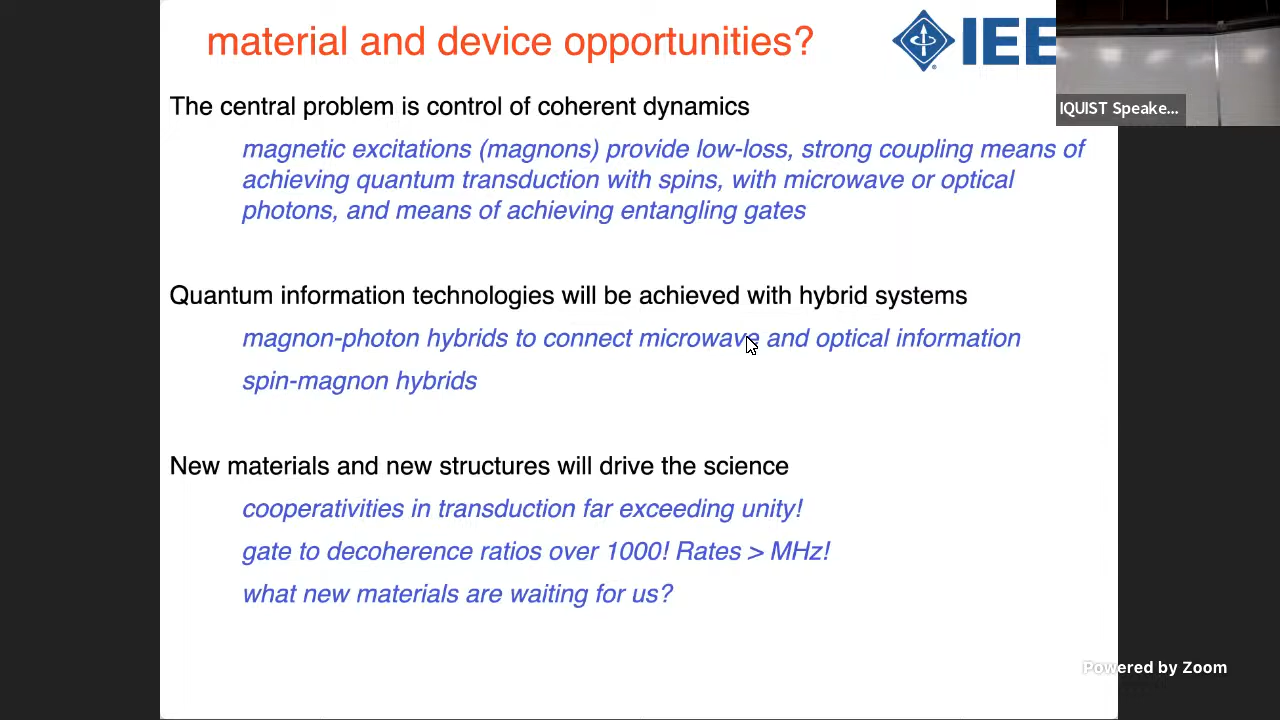 material and device opportunities?
IEE
IQUIST Speake...
The central problem is control of coherent dynamics
magnetic excitations (magnons) provide low-loss, strong coupling means of
achieving quantum transduction with spins, with microwave or optical
photons, and means of achieving entangling gates
Quantum information technologies will be achieved with hybrid systems
magnon-photon hybrids to connect microwave and optical information
spin-magnon hybrids
New materials and new structures will drive the science
cooperativities in transduction far exceeding unity!
gate to decoherence ratios over 1000! Rates > MHz!
what new materials are waiting for us?
Powered by Zoom